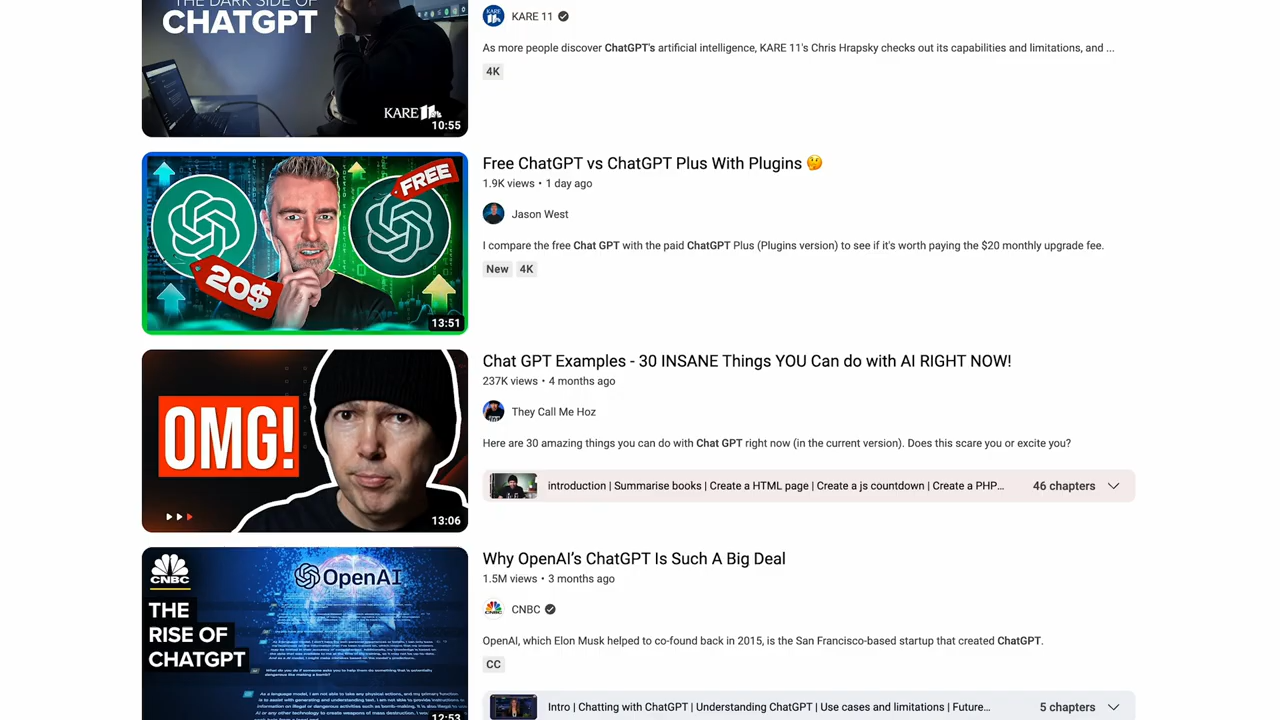 THE DARK SIDE OF
CHATGPT
KARE 11
10:55
KARE 11
As more people discover ChatGPT's artificial intelligence, KARE 11's Chris Hrapsky checks out its capabilities and limitations, and ...
4K
FREE
20$
13:51
Free ChatGPT vs ChatGPT Plus With Plugins 🤔
1.9K views • 1 day ago
Jason West
I compare the free Chat GPT with the paid ChatGPT Plus (Plugins version) to see if it's worth paying the $20 monthly upgrade fee.
New 4K
OMG!
13:06
Chat GPT Examples - 30 INSANE Things YOU Can do with AI RIGHT NOW!
237K views • 4 months ago
They Call Me Hoz
Here are 30 amazing things you can do with Chat GPT right now (in the current version). Does this scare you or excite you?
introduction | Summarise books | Create a HTML page | Create a js countdown | Create a PHP... 46 chapters
CNBC
OpenAI
THE
RISE OF
CHATGPT
12:53
Why OpenAI’s ChatGPT Is Such A Big Deal
1.5M views • 3 months ago
CNBC
OpenAI, which Elon Musk helped to co-found back in 2015, is the San Francisco-based startup that created ChatGPT.
CC
Intro | Chatting with ChatGPT | Understanding ChatGPT | Use cases and limitations | Future... 5 chapters